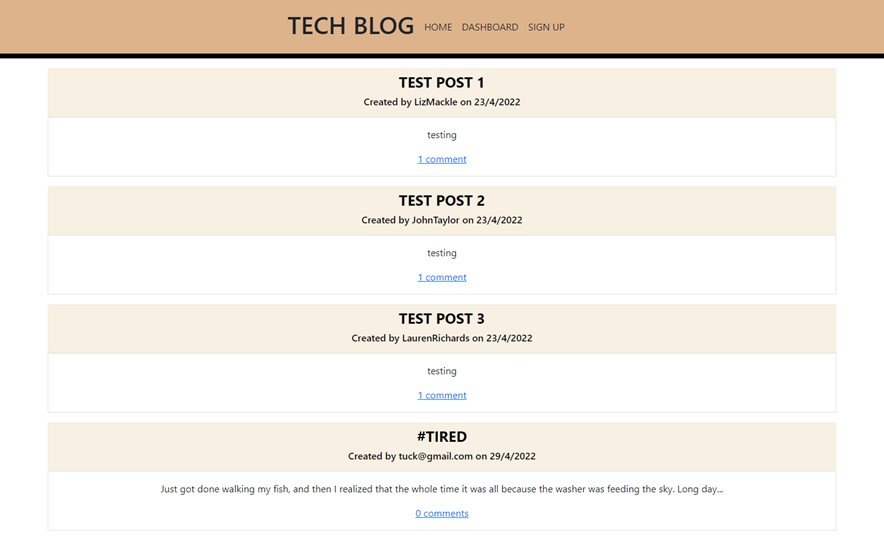 TECH BLOG HOME DASHBOARD SIGN UP
TEST POST 1
Created by LizMackle on 23/4/2022
testing
1 comment
TEST POST 2
Created by JohnTaylor on 23/4/2022
testing
1 comment
TEST POST 3
Created by LaurenRichards on 23/4/2022
testing
1 comment
#TIRED
Created by tuck@gmail.com on 29/4/2022
Just got done walking my fish, and then I realized that the whole time it was all because the washer was feeding the sky. Long day...
0 comments